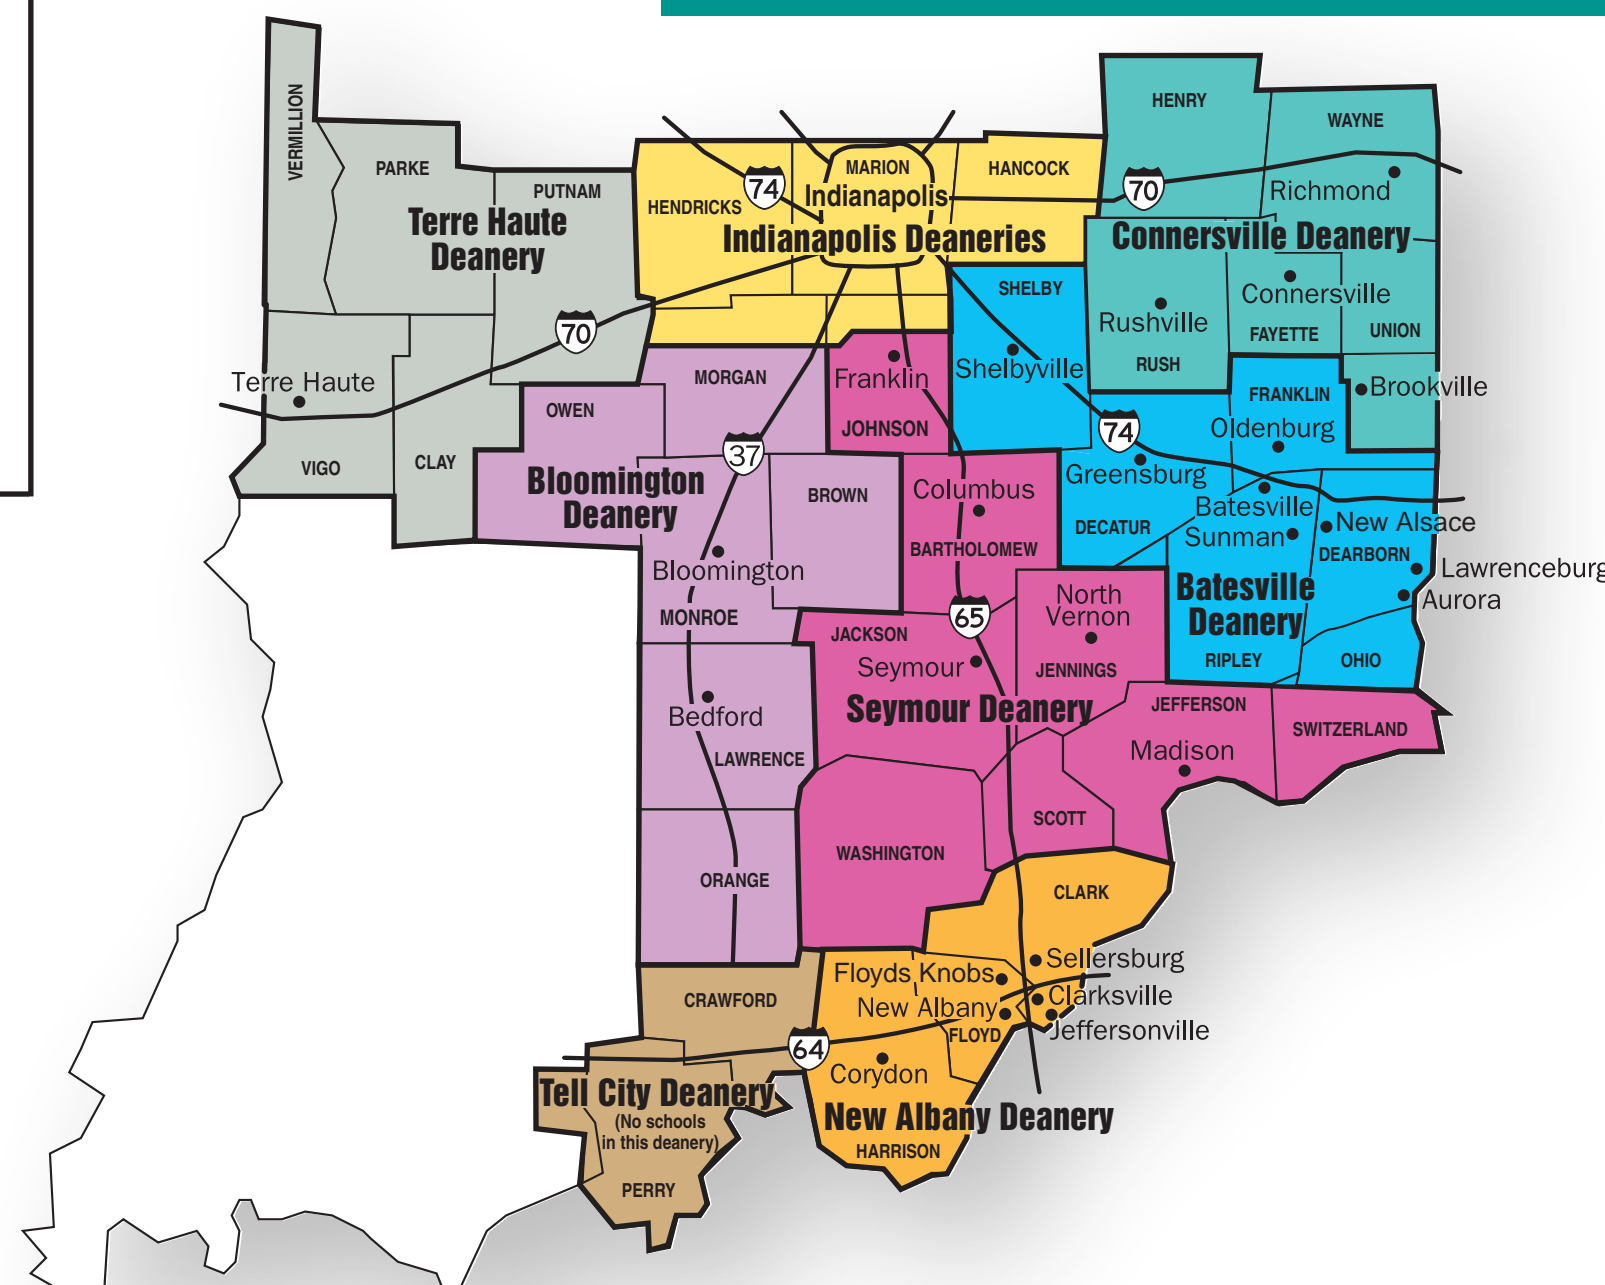 VERMILLION
PARKE
PUTNAM
Terre Haute
Deanery
70
Terre Haute
VIGO
CLAY
HENDRICKS
74
MARION
Indianapolis
HANCOCK
Indianapolis Deaneries
HENRY
WAYNE
70
Richmond
Connersville Deanery
Connersville
Rushville
FAYETTE
UNION
RUSH
Brookville
SHELBY
Shelbyville
FRANKLIN
Oldenburg
74
Greensburg
Batesville
Sunman
New Alsace
DECATUR
DEARBORN
Lawrenceburg
Aurora
Batesville
Deanery
RIPLEY
OHIO
MORGAN
OWEN
37
Bloomington
Deanery
BROWN
Bloomington
MONROE
Bedford
LAWRENCE
ORANGE
Franklin
JOHNSON
Columbus
BARTHOLOMEW
65
North
Vernon
JENNINGS
JACKSON
Seymour
Seymour Deanery
JEFFERSON
SWITZERLAND
Madison
SCOTT
WASHINGTON
CLARK
Sellersburg
Floyds Knobs
Clarksville
New Albany
Jeffersonville
FLOYD
Corydon
New Albany Deanery
HARRISON
CRAWFORD
64
Tell City Deanery
(No schools
in this deanery)
PERRY